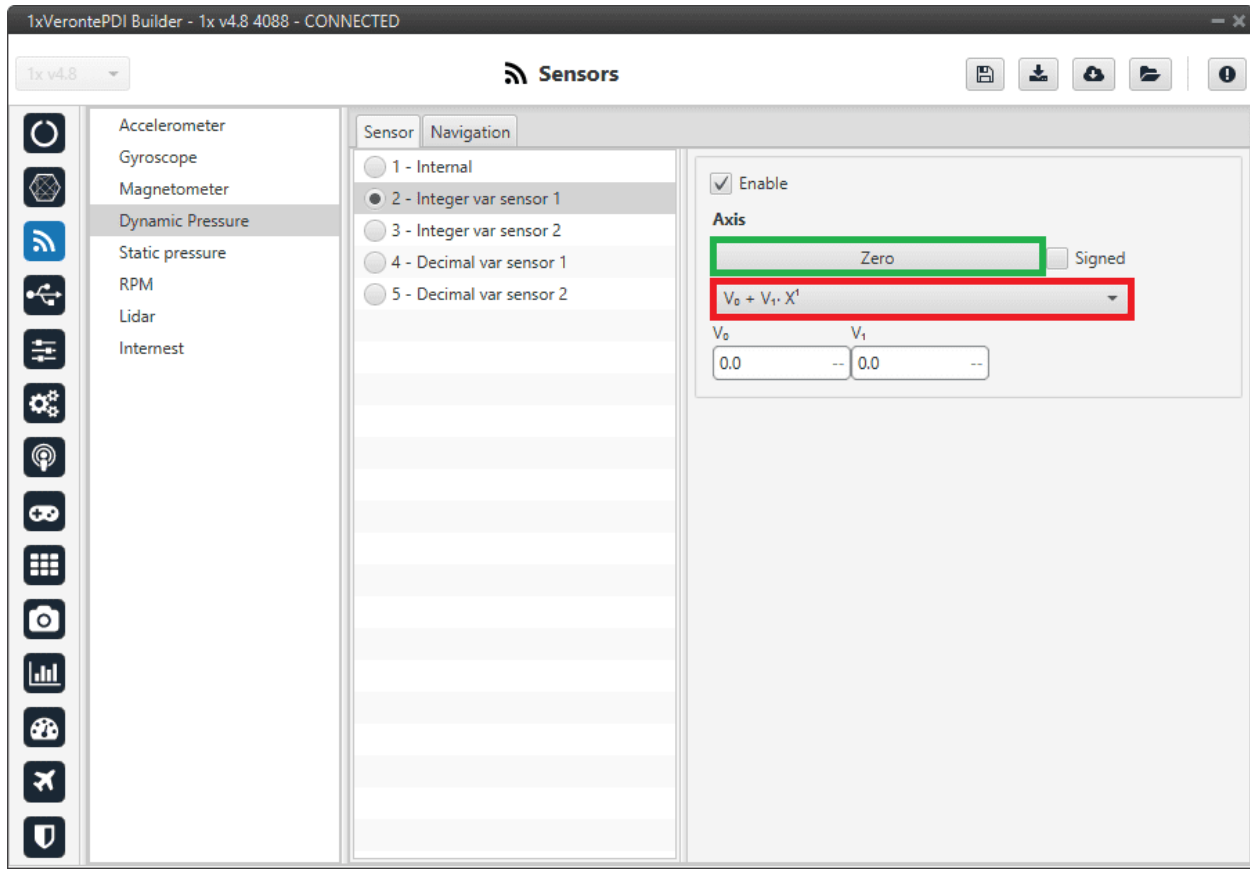 1xVerontePDI Builder - 1x v4.8 4088 - CONNECTED
1x v4.8
Sensors
Accelerometer
Gyroscope
Magnetometer
Dynamic Pressure
Static pressure
RPM
Lidar
Internest
Sensor Navigation
1 - Internal
2 - Integer var sensor 1
3 - Integer var sensor 2
4 - Decimal var sensor 1
5 - Decimal var sensor 2
Enable
Axis
Zero Signed
V₀ + V₁· X¹
V₀ V₁
0.0 -- 0.0 --